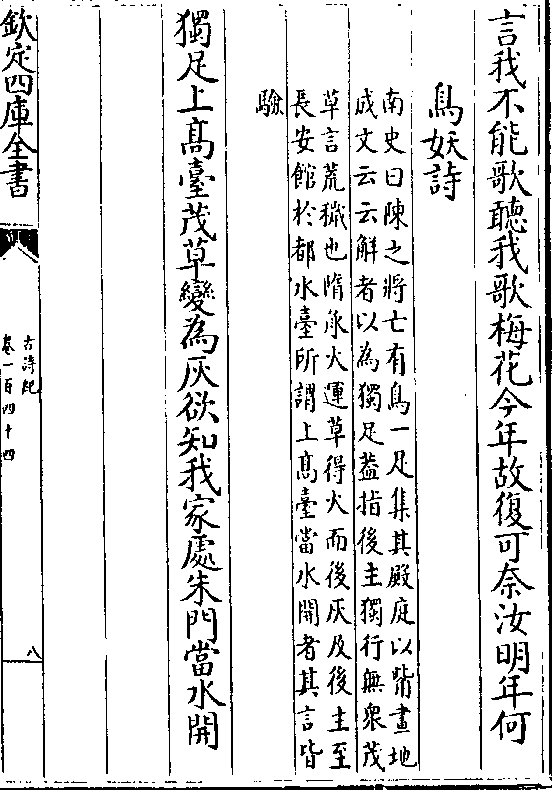 言我不能歌聽我歌梅花今年故復可奈汝明年何
鳥妖詩
南史曰陳之將亡有鳥一足集其殿庭以觜畫地
成文云云解者以為獨足葢指後主獨行無衆茂
草言荒穢也隋承火運草得火而後灰及後主至
長安館於都水臺所謂上髙臺當水開者其言皆
驗
獨足上髙臺茂草變為灰欲知我家處朱門當水開
欽定四庫全書
古詩紀
卷一百四十四
八